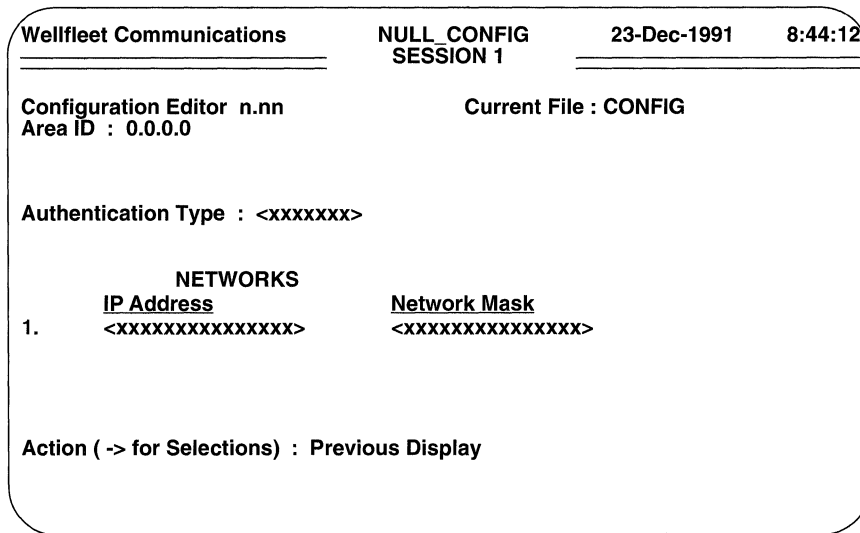 Wellfleet Communications NULL_CONFIG 23-Dec-1991 8:44:12
SESSION 1
Configuration Editor n.nn Current File : CONFIG
Area ID : 0.0.0.0
Authentication Type : <xxxxxxx>
NETWORKS
IP Address Network Mask
1. <xxxxxxxxxxxxxxx> <xxxxxxxxxxxxxxx>
Action ( -> for Selections) : Previous Display